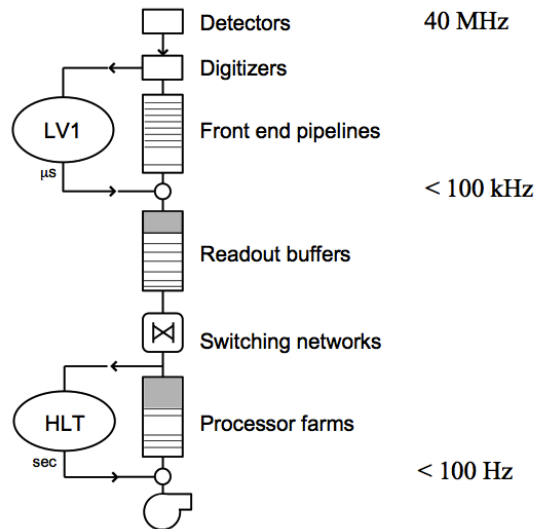 Detectors 40 MHz
Digitizers
LV1
Front end pipelines
µs
< 100 kHz
Readout buffers
Switching networks
HLT
Processor farms
sec
< 100 Hz